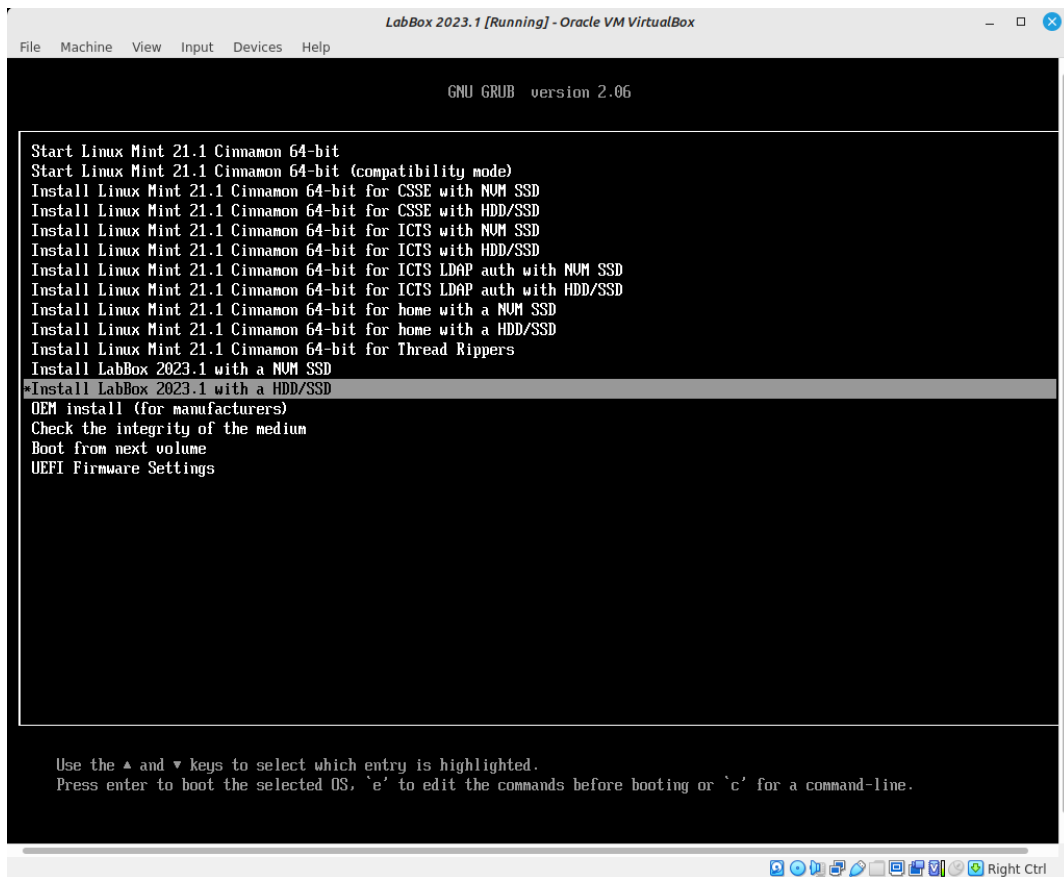 LabBox 2023.1 [Running] - Oracle VM VirtualBox
File Machine View Input Devices Help
GNU GRUB version 2.06
Start Linux Mint 21.1 Cinnamon 64-bit
Start Linux Mint 21.1 Cinnamon 64-bit (compatibility mode)
Install Linux Mint 21.1 Cinnamon 64-bit for CSSE with NVM SSD
Install Linux Mint 21.1 Cinnamon 64-bit for CSSE with HDD/SSD
Install Linux Mint 21.1 Cinnamon 64-bit for ICTS with NVM SSD
Install Linux Mint 21.1 Cinnamon 64-bit for ICTS with HDD/SSD
Install Linux Mint 21.1 Cinnamon 64-bit for ICTS LDAP auth with NVM SSD
Install Linux Mint 21.1 Cinnamon 64-bit for ICTS LDAP auth with HDD/SSD
Install Linux Mint 21.1 Cinnamon 64-bit for home with a NVM SSD
Install Linux Mint 21.1 Cinnamon 64-bit for home with a HDD/SSD
Install Linux Mint 21.1 Cinnamon 64-bit for Thread Rippers
Install LabBox 2023.1 with a NVM SSD
*Install LabBox 2023.1 with a HDD/SSD
OEM install (for manufacturers)
Check the integrity of the medium
Boot from next volume
UEFI Firmware Settings
Use the ▲ and ▼ keys to select which entry is highlighted.
Press enter to boot the selected OS, `e' to edit the commands before booting or `c' for a command-line.
Right Ctrl